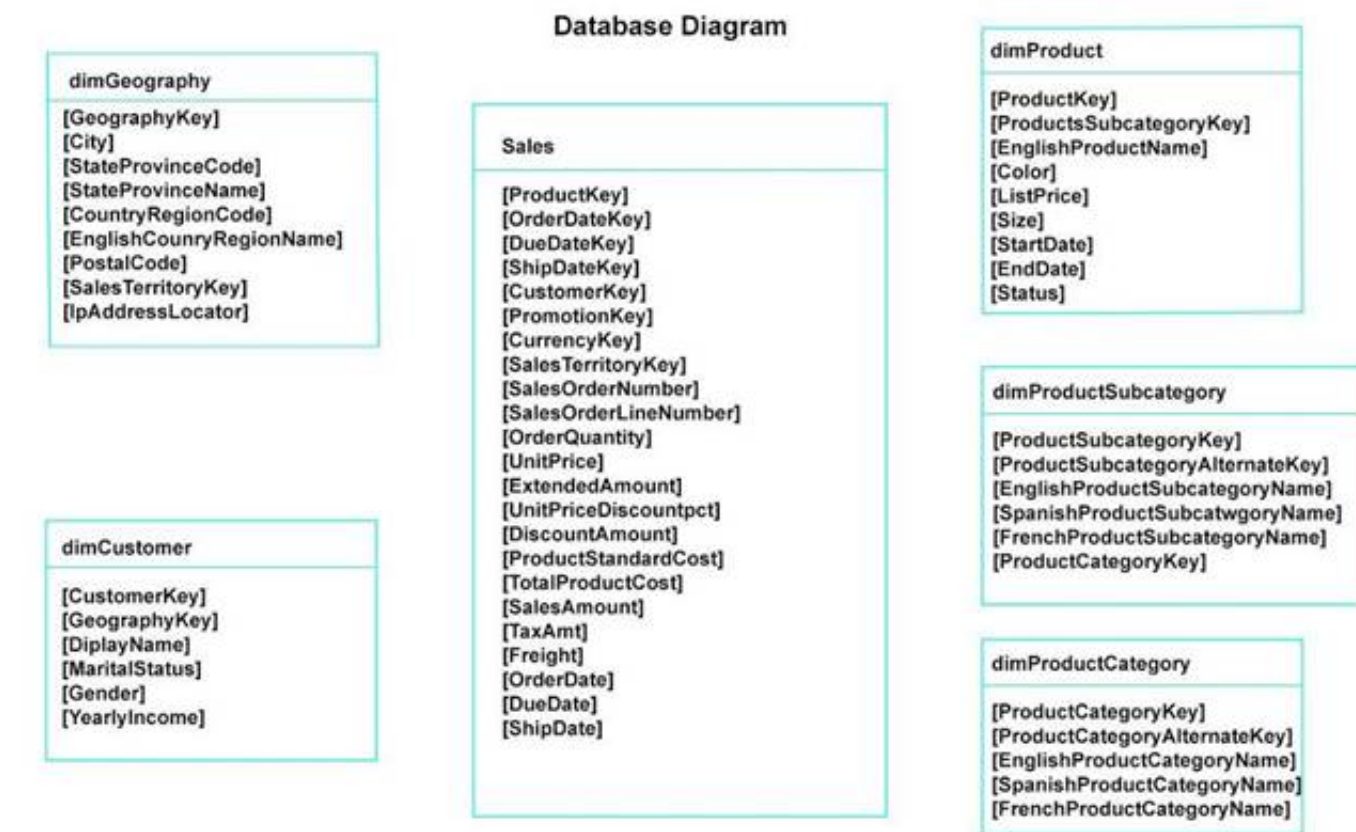 Database Diagram
dimGeography
[GeographyKey]
[City]
[StateProvinceCode]
[StateProvinceName]
[CountryRegionCode]
[EnglishCounryRegionName]
[PostalCode]
[SalesTerritoryKey]
[IpAddressLocator]
dimCustomer
[CustomerKey]
[GeographyKey]
[DiplayName]
[MaritalStatus]
[Gender]
[YearlyIncome]
Sales
[ProductKey]
[OrderDateKey]
[DueDateKey]
[ShipDateKey]
[CustomerKey]
[PromotionKey]
[CurrencyKey]
[SalesTerritoryKey]
[SalesOrderNumber]
[SalesOrderLineNumber]
[OrderQuantity]
[UnitPrice]
[ExtendedAmount]
[UnitPriceDiscountpct]
[DiscountAmount]
[ProductStandardCost]
[TotalProductCost]
[SalesAmount]
[TaxAmt]
[Freight]
[OrderDate]
[DueDate]
[ShipDate]
dimProduct
[ProductKey]
[ProductsSubcategoryKey]
[EnglishProductName]
[Color]
[ListPrice]
[Size]
[StartDate]
[EndDate]
[Status]
dimProductSubcategory
[ProductSubcategoryKey]
[ProductSubcategoryAlternateKey]
[EnglishProductSubcategoryName]
[SpanishProductSubcatwgoryName]
[FrenchProductSubcategoryName]
[ProductCategoryKey]
dimProductCategory
[ProductCategoryKey]
[ProductCategoryAlternateKey]
[EnglishProductCategoryName]
[SpanishProductCategoryName]
[FrenchProductCategoryName]